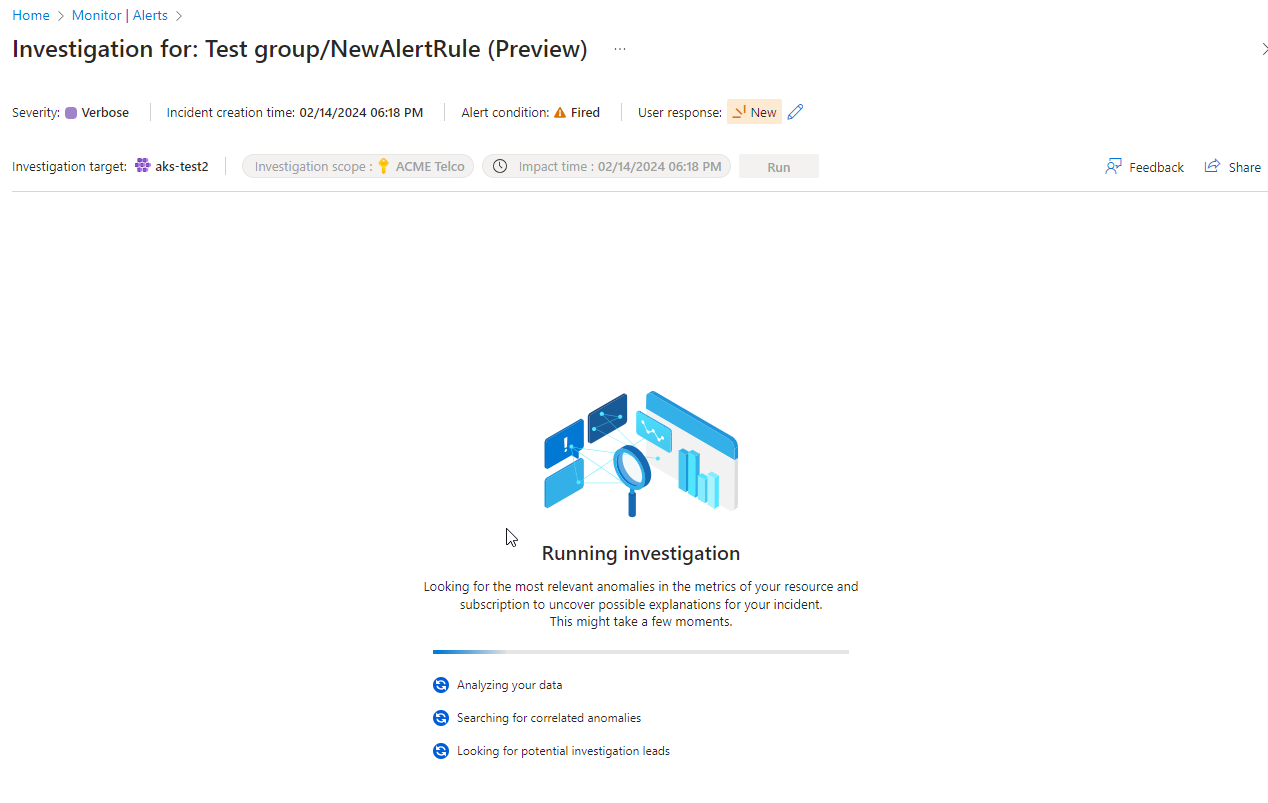 Home > Monitor | Alerts >
Investigation for: Test group/NewAlertRule (Preview) ...
Severity: Verbose Incident creation time: 02/14/2024 06:18 PM Alert condition: Fired User response: New
Investigation target: aks-test2 Investigation scope : ACME Telco Impact time : 02/14/2024 06:18 PM Run Feedback Share
Running investigation
Looking for the most relevant anomalies in the metrics of your resource and
subscription to uncover possible explanations for your incident.
This might take a few moments.
Analyzing your data
Searching for correlated anomalies
Looking for potential investigation leads